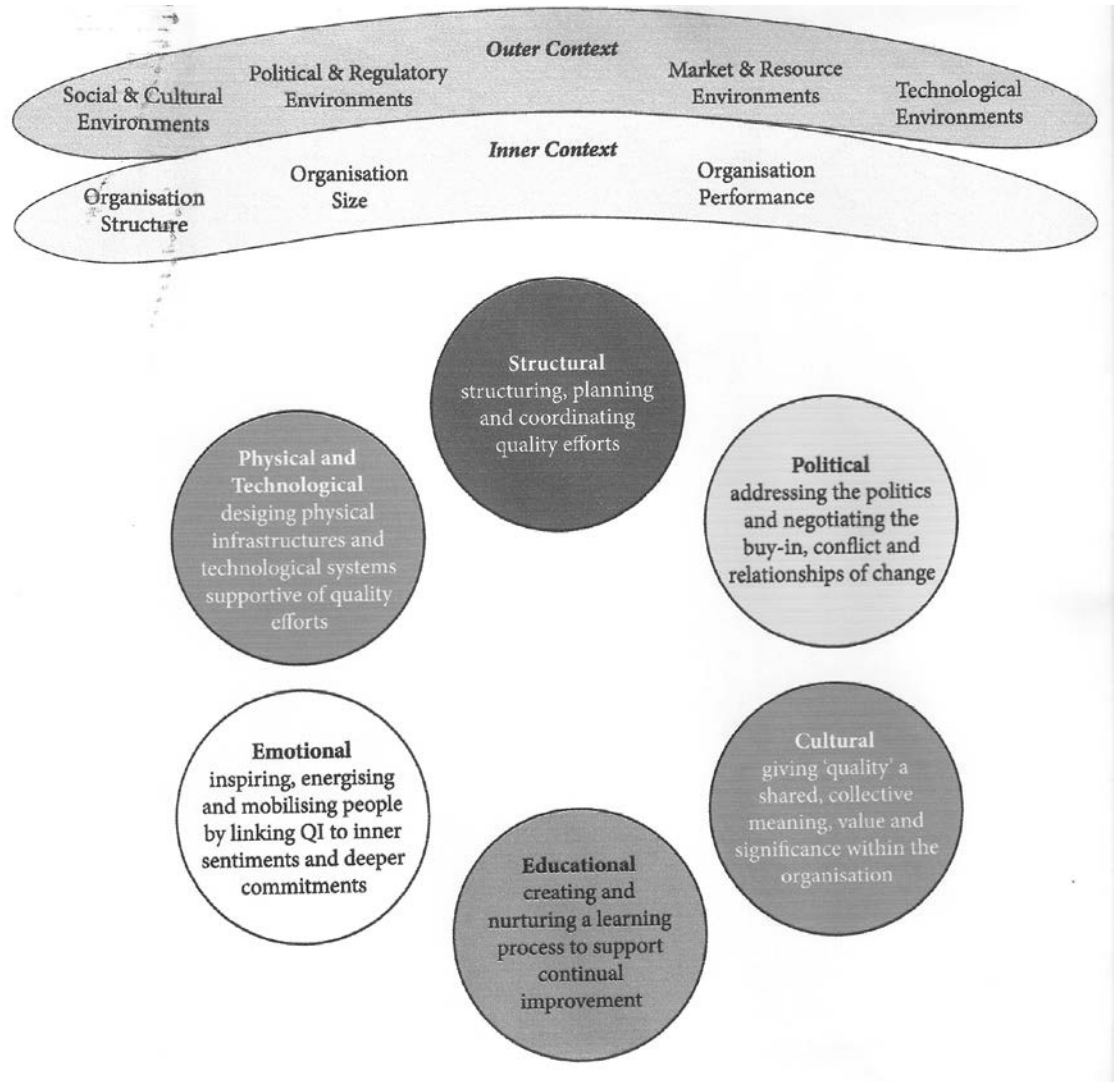 Outer Context
Social & Cultural
Environments
Political & Regulatory
Environments
Market & Resource
Environments
Technological
Environments
Inner Context
Organisation
Structure
Organisation
Size
Organisation
Performance
Structural
structuring, planning
and coordinating
quality efforts
Political
addressing the politics
and negotiating the
buy-in, conflict and
relationships of change
Cultural
giving ‘quality’ a
shared, collective
meaning, value and
significance within the
organisation
Educational
creating and
nurturing a learning
process to support
continual
improvement
Emotional
inspiring, energising
and mobilising people
by linking QI to inner
sentiments and deeper
commitments
Physical and
Technological
desiging physical
infrastructures and
technological systems
supportive of quality
efforts